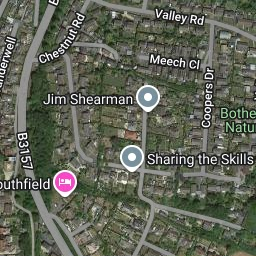 Valley Rd
Chestnut Rd
Meech Cl
Coopers Dr
Jim Shearman
B3157
Sharing the Skills